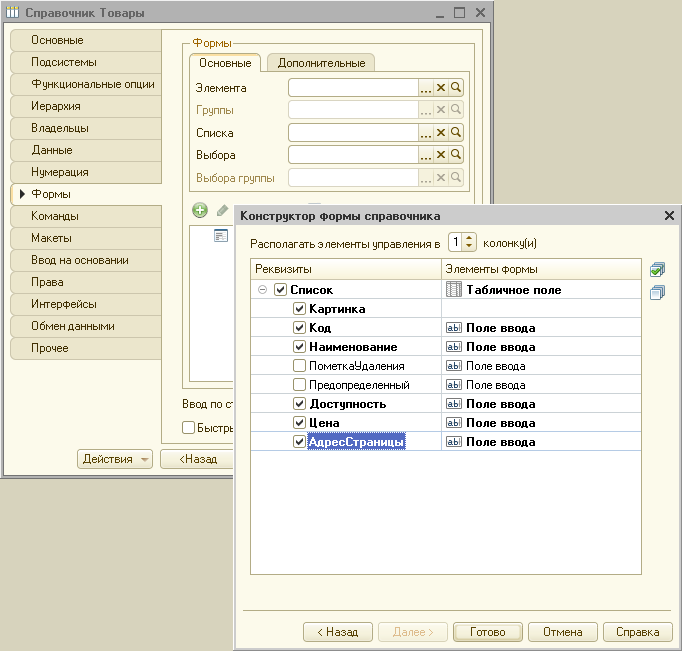 Справочник Товары
Основные
Подсистемы
Функциональные опции
Иерархия
Владельцы
Данные
Нумерация
Формы
Команды
Макеты
Ввод на основании
Права
Интерфейсы
Обмен данными
Прочее
Формы
Основные
Дополнительные
Элемента
Группы
Списка
Выбора
Выбора группы
Ввод по ст
Быстры
Действия
<Назад
Конструктор формы справочника
Располагать элементы управления в 1 колонку(и)
Реквизиты Элементы формы
Список Табличное поле
Картинка
Код Поле ввода
Наименование Поле ввода
ПометкаУдаления Поле ввода
Предопределенный Поле ввода
Доступность Поле ввода
Цена Поле ввода
АдресСтраницы Поле ввода
< Назад Далее > Готово Отмена Справка